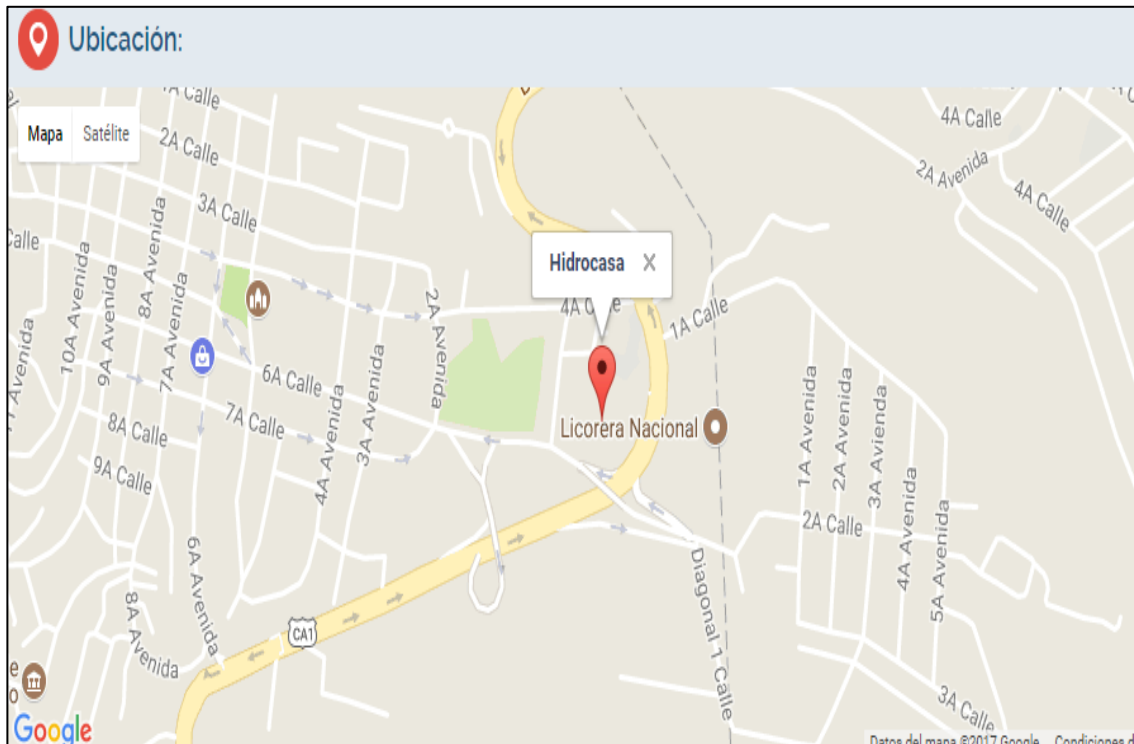 Ubicación:
Mapa
Satélite
1A Calle
2A Calle
3A Calle
Calle
10A Avenida
9A Avenida
8A Avenida
7A Avenida
6A Calle
7A Calle
8A Calle
9A Calle
6A Avenida
8A Avenida
4A Avenida
3A Avenida
2A Avenida
Avenida
Hidrocasa
4A Calle
1A Calle
Licorera Nacional
4A Calle
2A Avenida
4A Calle
1A Avenida
2A Avenida
3A Avienda
4A Avenida
5A Avenida
2A Calle
Diagonal 1 Calle
3A Calle
CA1
e
o
Google
Datos del mapa ©2017 Google
Condiciones d